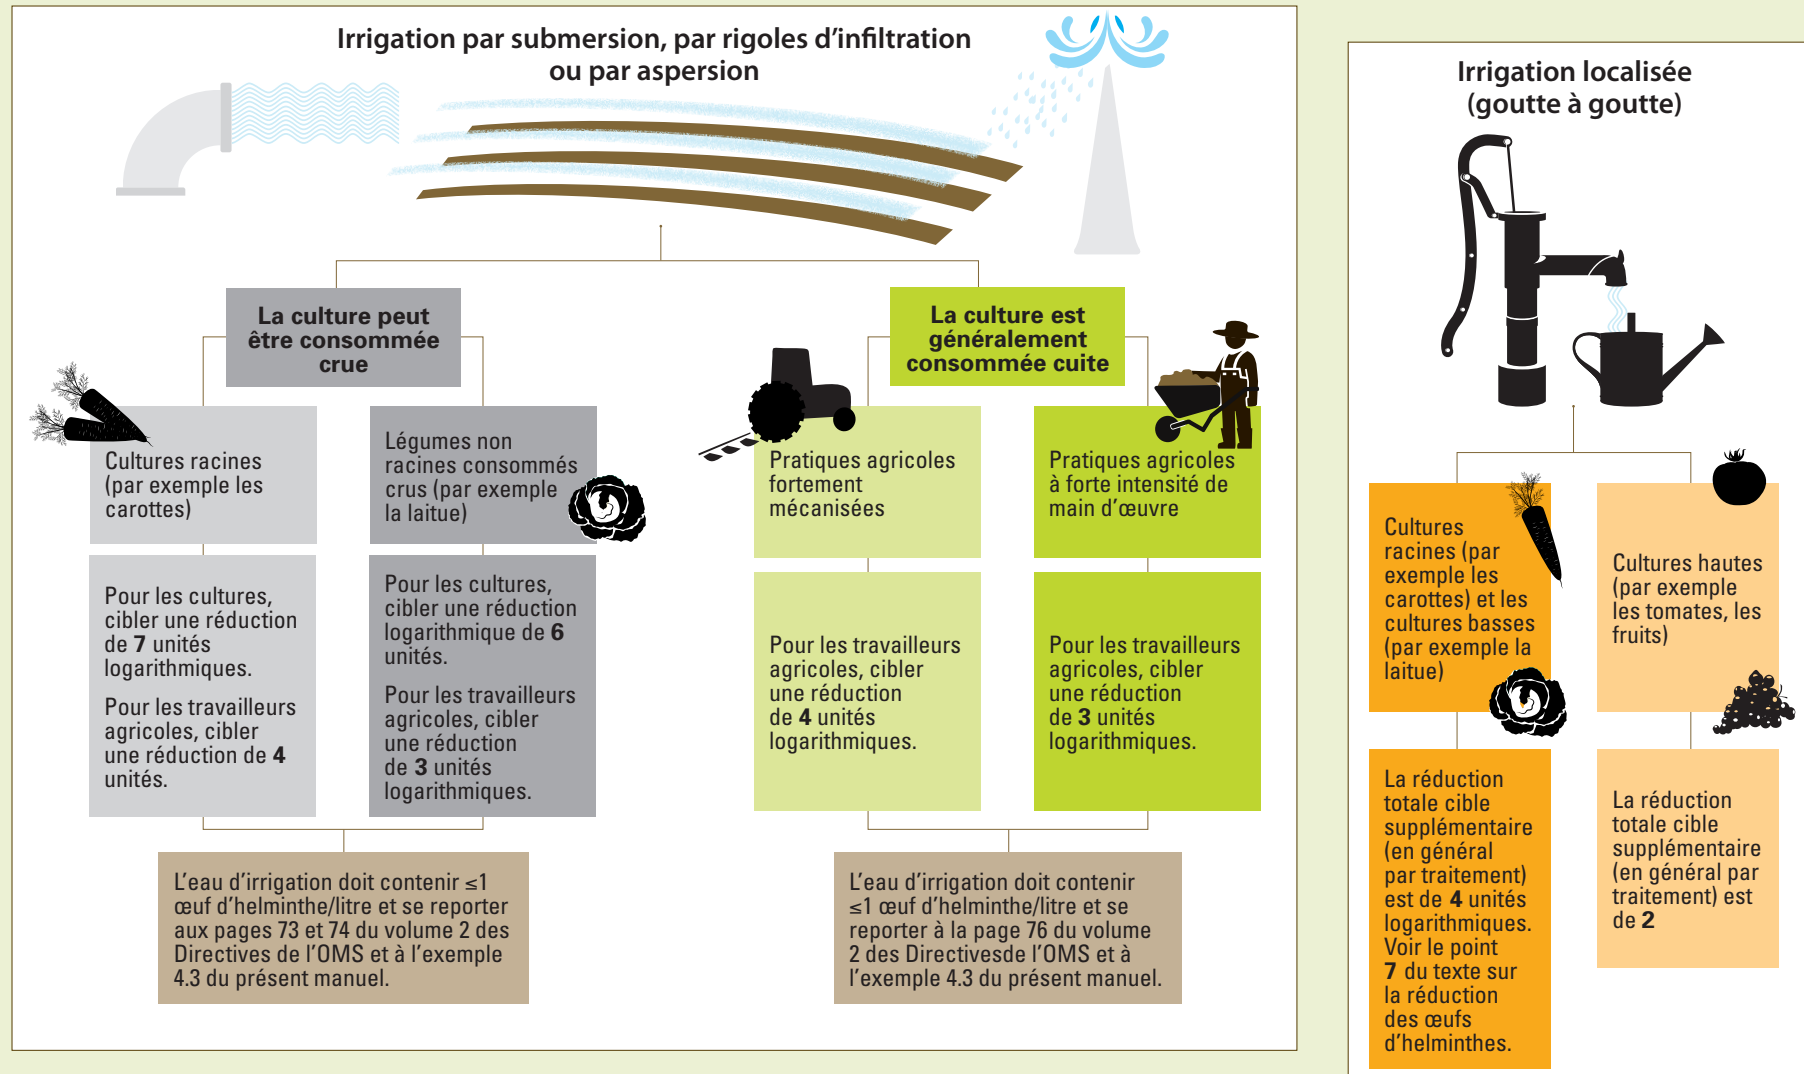 Irrigation par submersion, par rigoles d’infiltration
ou par aspersion
La culture peut
être consommée
crue
Cultures racines
(par exemple les
carottes)
Pour les cultures,
cibler une réduction
de 7 unités
logarithmiques.
Pour les travailleurs
agricoles, cibler
une réduction de 4
unités.
Légumes non
racines consommés
crus (par exemple
la laitue)
Pour les cultures,
cibler une réduction
logarithmique de 6
unités.
Pour les travailleurs
agricoles, cibler
une réduction
de 3 unités
logarithmiques.
L’eau d’irrigation doit contenir ≤1
œuf d’helminthe/litre et se reporter
aux pages 73 et 74 du volume 2 des
Directives de l’OMS et à l’exemple
4.3 du présent manuel.
La culture est
généralement
consommée cuite
Pratiques agricoles
fortement
mécanisées
Pour les travailleurs
agricoles, cibler
une réduction
de 4 unités
logarithmiques.
Pratiques agricoles
à forte intensité de
main d’œuvre
Pour les travailleurs
agricoles, cibler
une réduction
de 3 unités
logarithmiques.
L’eau d’irrigation doit contenir
≤1 œuf d’helminthe/litre et se
reporter à la page 76 du volume
2 des Directivesde l’OMS et à
l’exemple 4.3 du présent manuel.
Irrigation localisée
(goutte à goutte)
Cultures
racines (par
exemple les
carottes) et les
cultures basses
(par exemple la
laitue)
La réduction
totale cible
supplémentaire
(en général
par traitement)
est de 4 unités
logarithmiques.
Voir le point
7 du texte sur
la réduction
des œufs
d’helminthes.
Cultures hautes
(par exemple
les tomates, les
fruits)
La réduction
totale cible
supplémentaire
(en général par
traitement) est
de 2